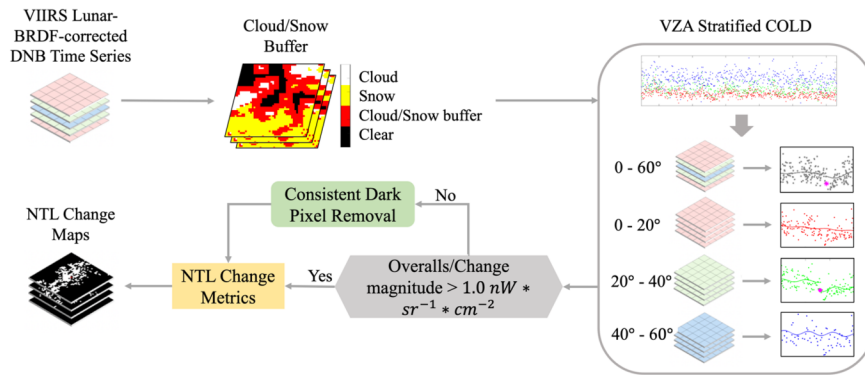 VIIRS Lunar-
BRDF-corrected
DNB Time Series
Cloud/Snow
Buffer
Cloud
Snow
Cloud/Snow buffer
Clear
VZA Stratified COLD
0 - 60°
0 - 20°
20° - 40°
40° - 60°
Overalls/Change
magnitude > 1.0 nW *
sr⁻¹ * cm⁻²
No
Yes
Consistent Dark
Pixel Removal
NTL Change
Metrics
NTL Change
Maps